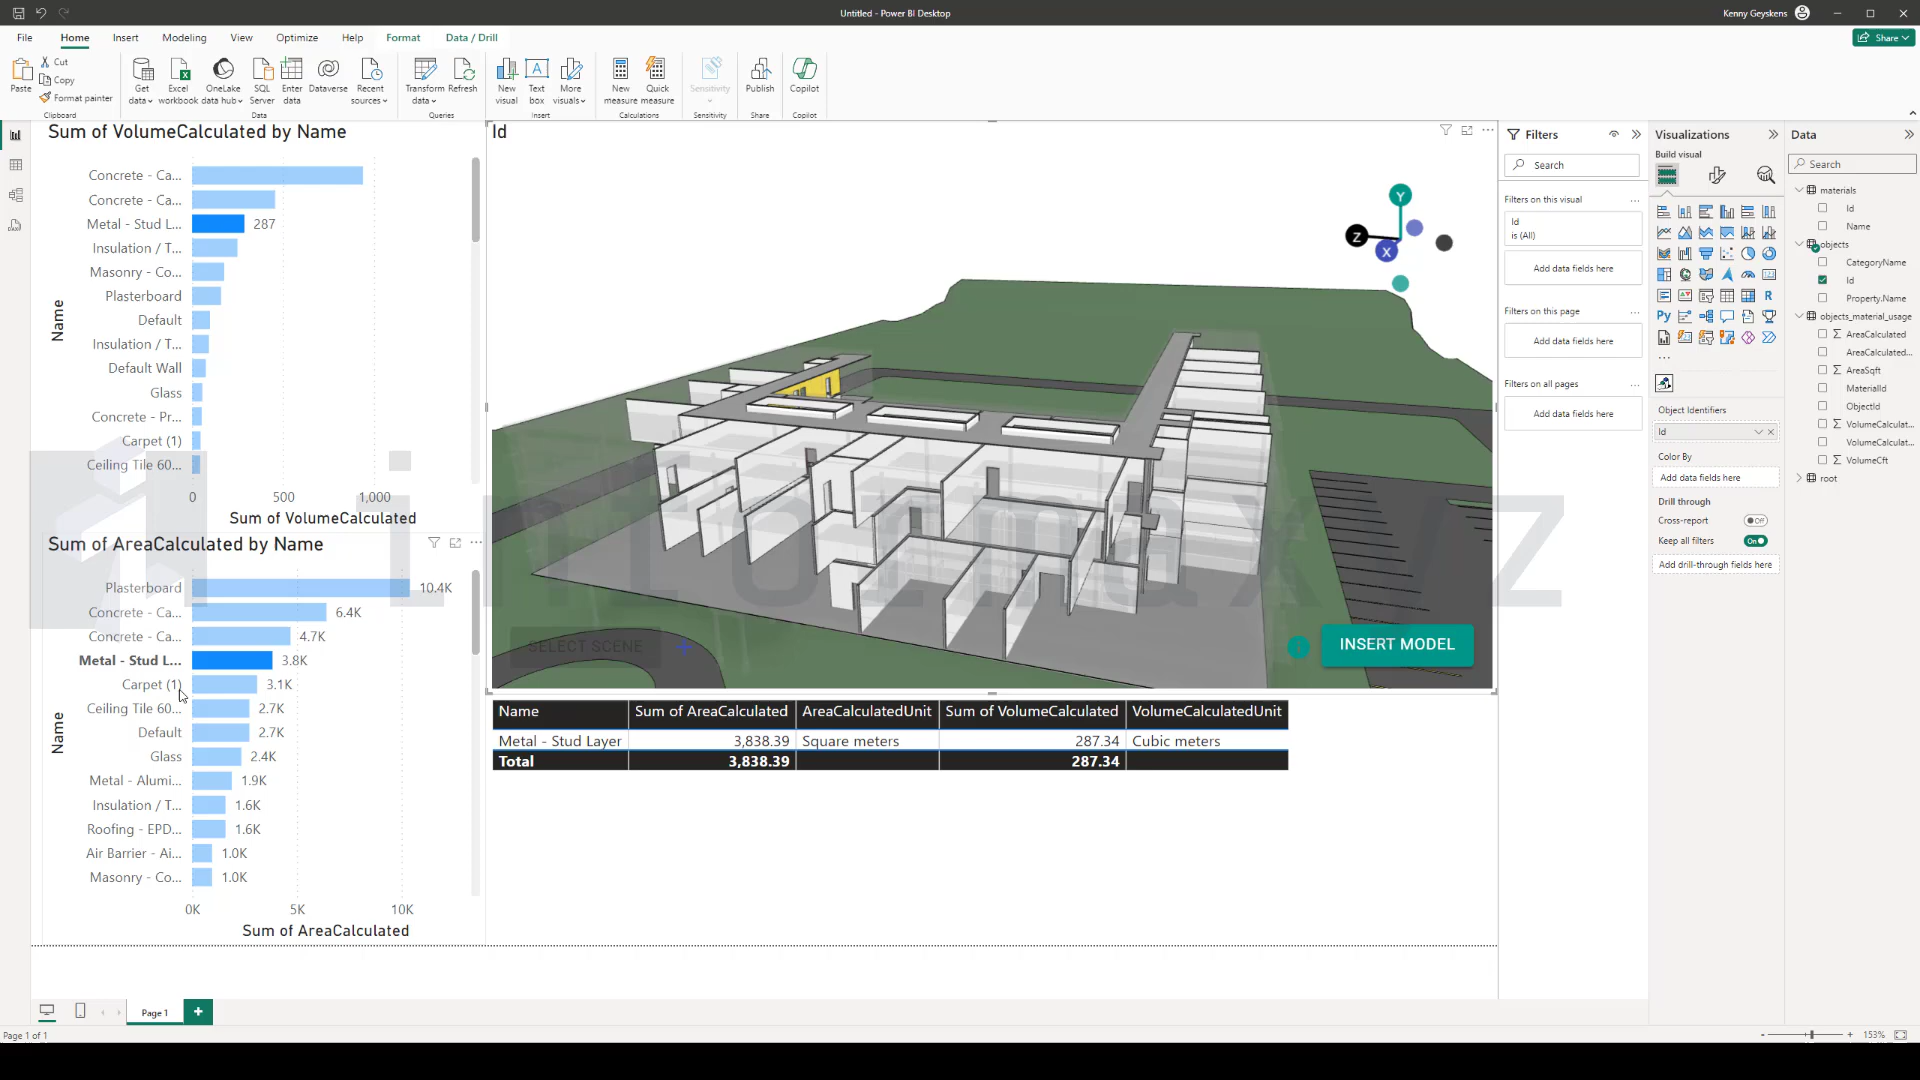 Untitled - Power BI Desktop
Kenny Geyskens
File
Home
Insert
Modeling
View
Optimize
Help
Format
Data / Drill
Share
Paste
Cut
Copy
Format painter
Clipboard
Get data
Excel workbook
OneLake data hub
SQL Server
Enter data
Dataverse
Recent sources
Data
Transform data
Refresh
Queries
New visual
Text box
More visuals
Insert
New measure
Quick measure
Calculations
Sensitivity
Sensitivity
Publish
Share
Copilot
Copilot
Sum of VolumeCalculated by Name
Name
Concrete - Ca...
Concrete - Ca...
Metal - Stud L... 287
Insulation / T...
Masonry - Co...
Plasterboard
Default
Insulation / T...
Default Wall
Glass
Concrete - Pr...
Carpet (1)
Ceiling Tile 60...
0 500 1,000
Sum of VolumeCalculated
Sum of AreaCalculated by Name
Name
Plasterboard 10.4K
Concrete - Ca... 6.4K
Concrete - Ca... 4.7K
Metal - Stud L... 3.8K
Carpet (1) 3.1K
Ceiling Tile 60... 2.7K
Default 2.7K
Glass 2.4K
Metal - Alumi... 1.9K
Insulation / T... 1.6K
Roofing - EPD... 1.6K
Air Barrier - Ai... 1.0K
Masonry - Co... 1.0K
0K 5K 10K
Sum of AreaCalculated
Id
Y
Z
X
SELECT SCENE
INSERT MODEL
Name Sum of AreaCalculated AreaCalculatedUnit Sum of VolumeCalculated VolumeCalculatedUnit
Metal - Stud Layer 3,838.39 Square meters 287.34 Cubic meters
Total 3,838.39 287.34
Filters
Search
Filters on this visual
Id
is (All)
Add data fields here
Filters on this page
Add data fields here
Filters on all pages
Add data fields here
Visualizations
Build visual
R
Py
Object Identifiers
Id
Color By
Add data fields here
Drill through
Cross-report
Off
Keep all filters
On
Add drill-through fields here
Data
Search
materials
Id
Name
objects
CategoryName
Id
Property.Name
objects_material_usage
AreaCalculated
AreaCalculated...
AreaSqft
MaterialId
ObjectId
VolumeCalculat...
VolumeCalculat...
VolumeCft
root
Page 1
Page 1 of 1
153%